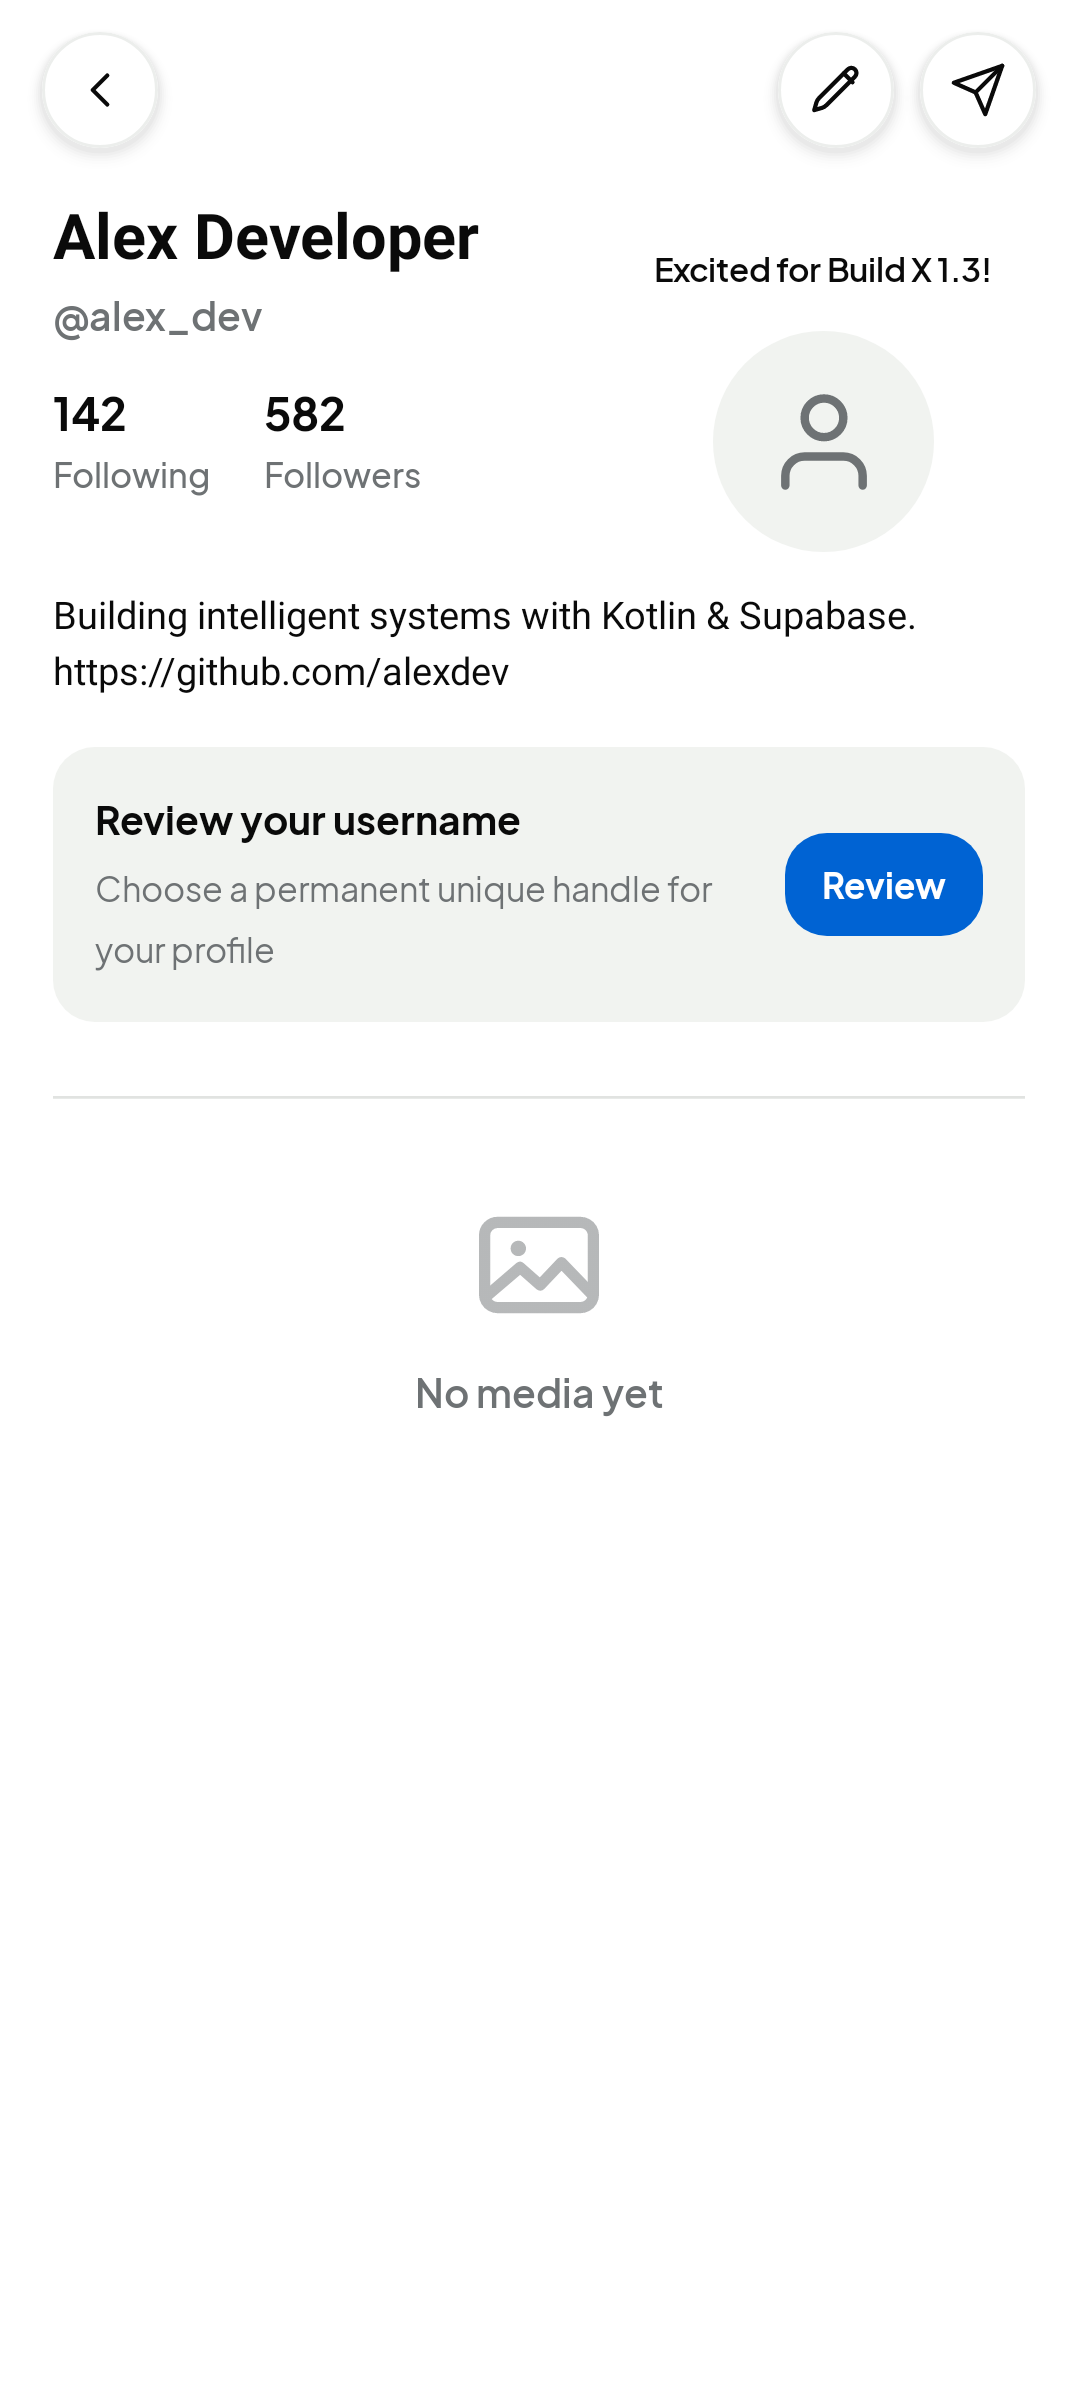 Alex Developer
@alex_dev
Excited for Build X 1.3!
142
Following
582
Followers
Building intelligent systems with Kotlin & Supabase.
https://github.com/alexdev
Review your username
Choose a permanent unique handle for
your profile
Review
No media yet